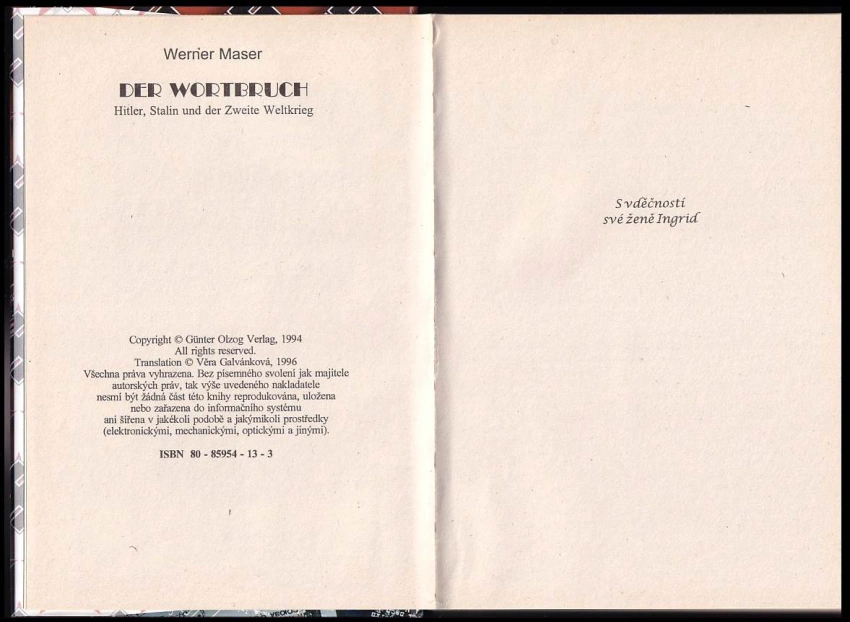 Werner Maser
DER WORTBRUCH
Hitler, Stalin und der Zweite Weltkrieg
Copyright © Günter Olzog Verlag, 1994
All rights reserved.
Translation © Věra Galvánková, 1996
Všechna práva vyhrazena. Bez písemného svolení jak majitele
autorských práv, tak výše uvedeného nakladatele
nesmí být žádná část této knihy reprodukována, uložena
nebo zařazena do informačního systému
ani šířena v jakékoli podobě a jakýmikoli prostředky
(elektronickými, mechanickými, optickými a jinými).
ISBN 80 - 85954 - 13 - 3
S vděčností
své ženě Ingrid